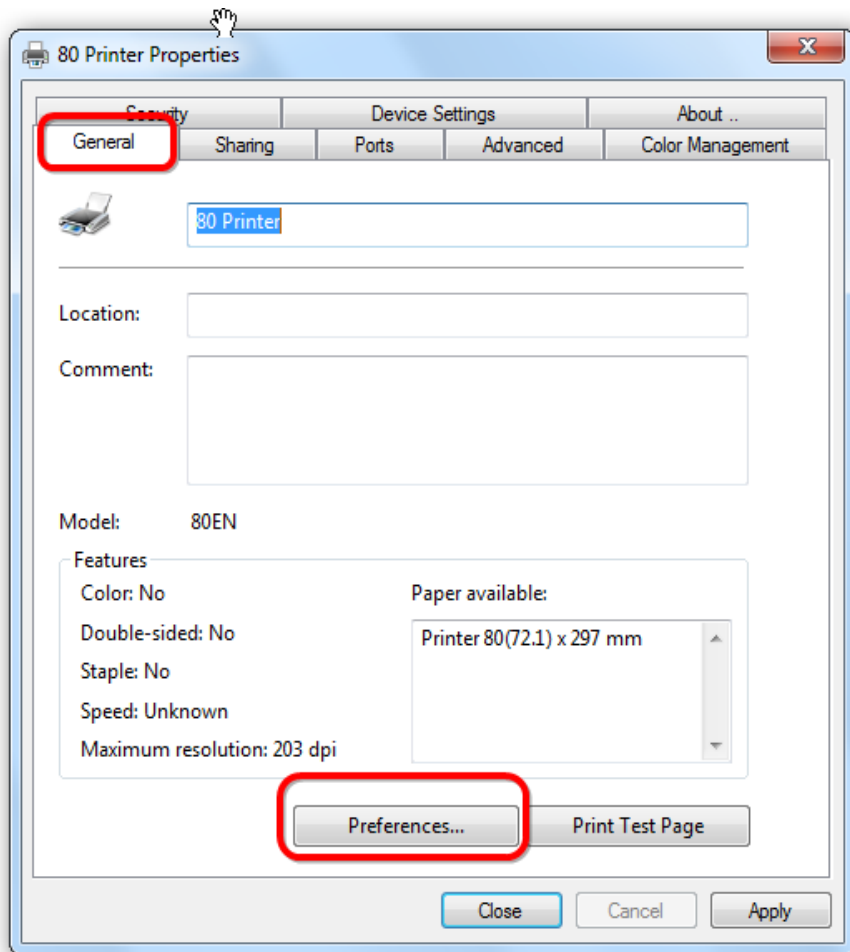 80 Printer Properties
Security Device Settings About ..
General Sharing Ports Advanced Color Management
80 Printer
Location:
Comment:
Model: 80EN
Features
Color: No Paper available:
Double-sided: No Printer 80(72.1) x 297 mm
Staple: No
Speed: Unknown
Maximum resolution: 203 dpi
Preferences... Print Test Page
Close Cancel Apply